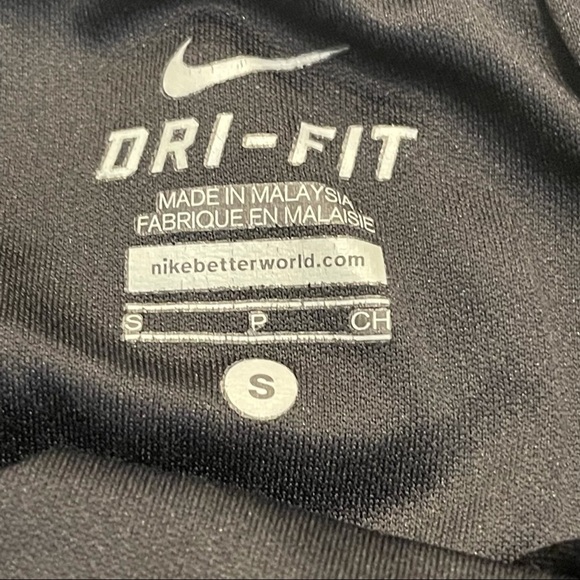 DRI-FIT
MADE IN MALAYSIA
FABRIQUE EN MALAISIE
nikebetterworld.com
S P CH
S